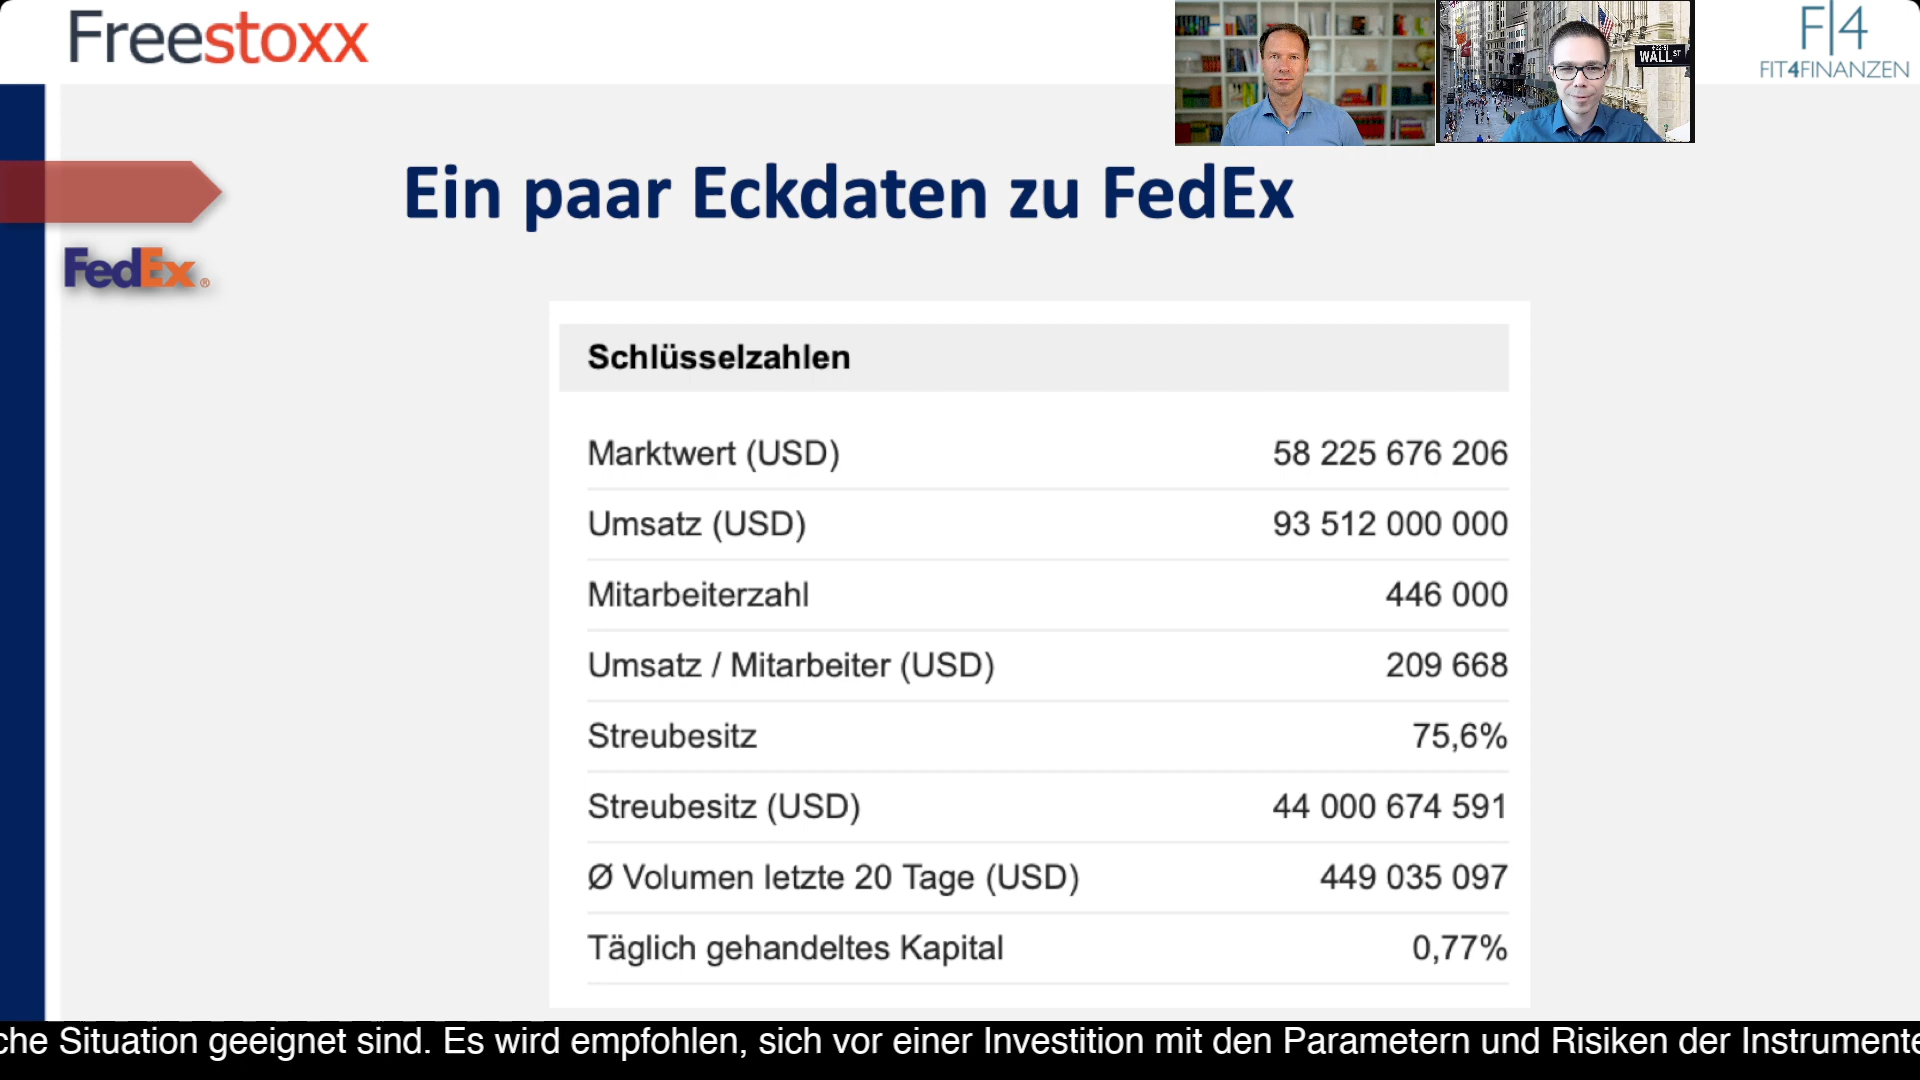 Freestoxx
WALL ST
F|4
FIT4FINANZEN
Ein paar Eckdaten zu FedEx
FedEx®
Schlüsselzahlen
Marktwert (USD) 58 225 676 206
Umsatz (USD) 93 512 000 000
Mitarbeiterzahl 446 000
Umsatz / Mitarbeiter (USD) 209 668
Streubesitz 75,6%
Streubesitz (USD) 44 000 674 591
Ø Volumen letzte 20 Tage (USD) 449 035 097
Täglich gehandeltes Kapital 0,77%
che Situation geeignet sind. Es wird empfohlen, sich vor einer Investition mit den Parametern und Risiken der Instrumente